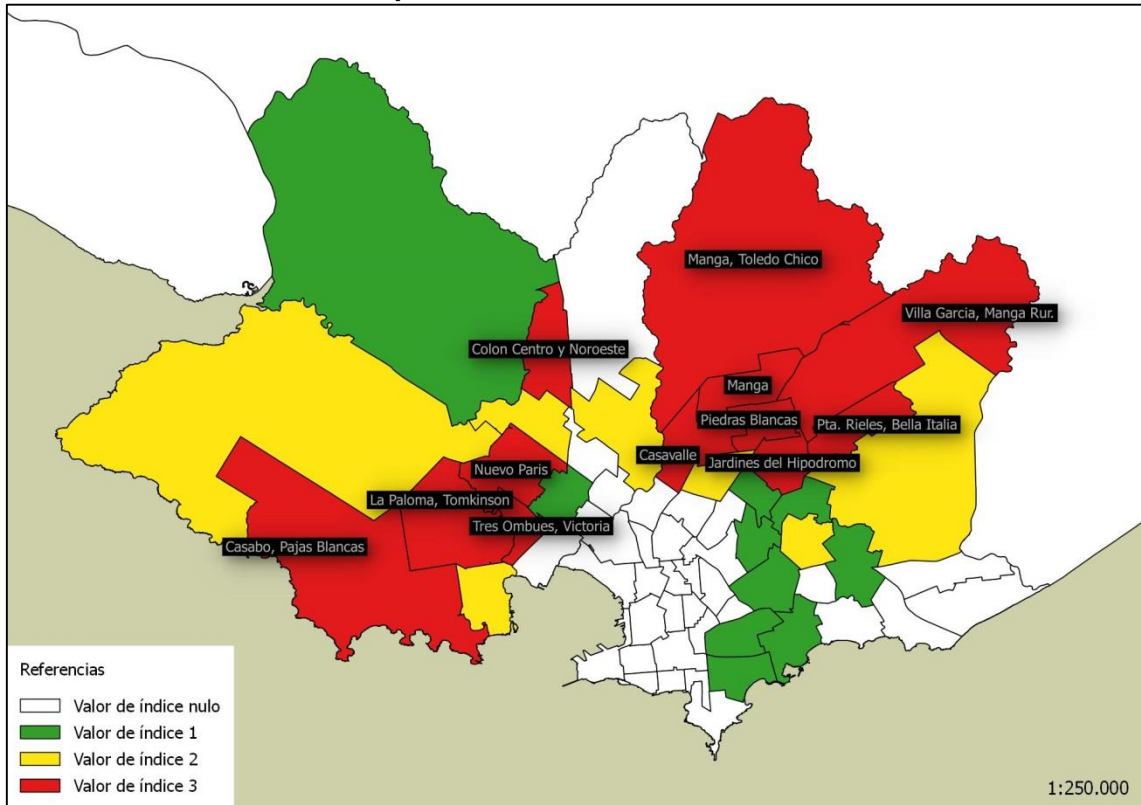 Manga, Toledo Chico
Villa Garcia, Manga Rur.
Colon Centro y Noroeste
Manga
Piedras Blancas
Pta. Rieles, Bella Italia
Casavalle
Jardines del Hipodromo
Nuevo Paris
La Paloma, Tomkinson
Tres Ombues, Victoria
Casabo, Pajas Blancas
Referencias
Valor de índice nulo
Valor de índice 1
Valor de índice 2
Valor de índice 3
1:250.000